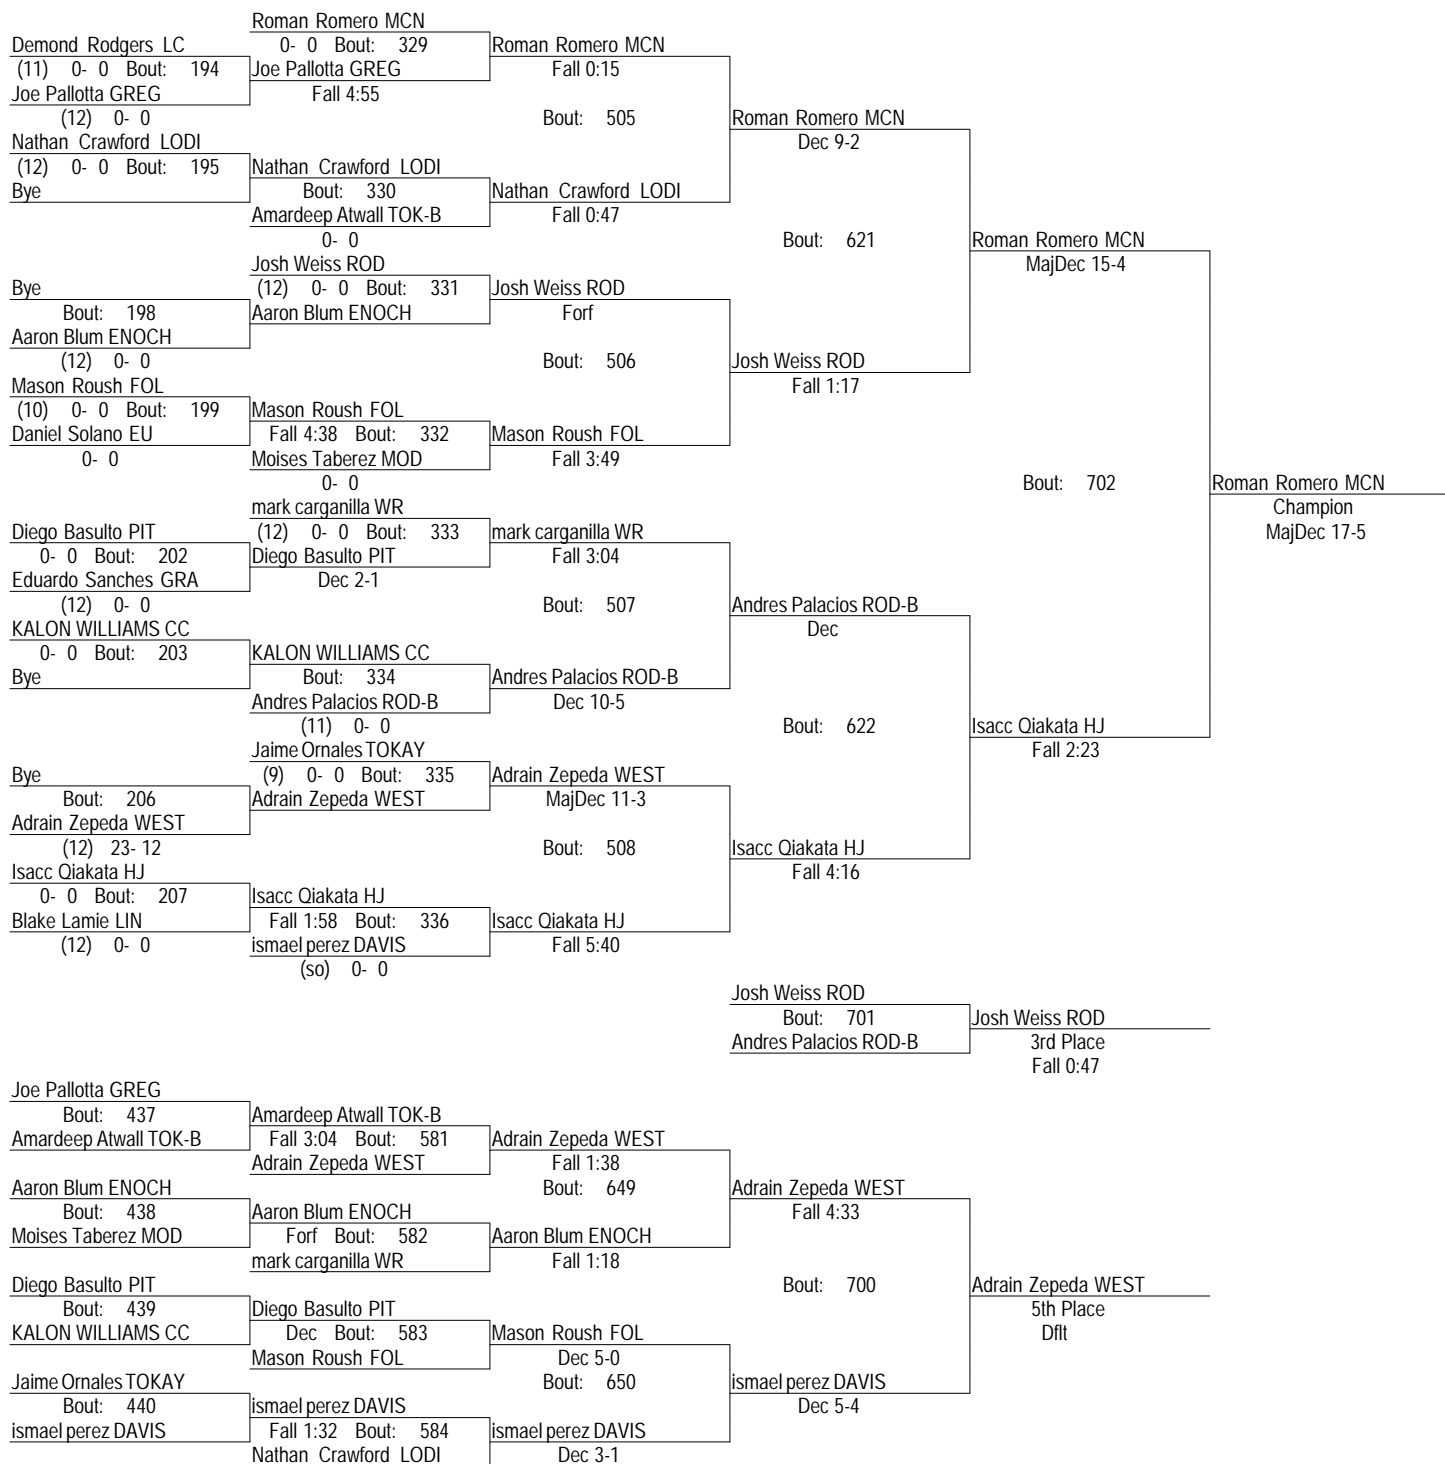 Roman Romero MCN
Demond Rodgers LC 0- 0 Bout: 329 Roman Romero MCN
(11) 0- 0 Bout: 194 Joe Pallotta GREG Fall 0:15
Joe Pallotta GREG Fall 4:55
(12) 0- 0 Bout: 505 Roman Romero MCN
Nathan Crawford LODI Dec 9-2
(12) 0- 0 Bout: 195 Nathan Crawford LODI
Bye Bout: 330 Nathan Crawford LODI
Amardeep Atwall TOK-B Fall 0:47
0- 0 Bout: 621 Roman Romero MCN
Josh Weiss ROD MajDec 15-4
Bye (12) 0- 0 Bout: 331 Josh Weiss ROD
Bout: 198 Aaron Blum ENOCH Forf
Aaron Blum ENOCH
(12) 0- 0 Bout: 506 Josh Weiss ROD
Mason Roush FOL Fall 1:17
(10) 0- 0 Bout: 199 Mason Roush FOL
Daniel Solano EU Fall 4:38 Bout: 332 Mason Roush FOL
0- 0 Moises Taberez MOD Fall 3:49
0- 0 Bout: 702 Roman Romero MCN
mark carganilla WR Champion
Diego Basulto PIT (12) 0- 0 Bout: 333 mark carganilla WR MajDec 17-5
0- 0 Bout: 202 Diego Basulto PIT Fall 3:04
Eduardo Sanches GRA Dec 2-1
(12) 0- 0 Bout: 507 Andres Palacios ROD-B
KALON WILLIAMS CC Dec
0- 0 Bout: 203 KALON WILLIAMS CC
Bye Bout: 334 Andres Palacios ROD-B
Andres Palacios ROD-B Dec 10-5
(11) 0- 0 Bout: 622 Isacc Qiakata HJ
Jaime Ornales TOKAY Fall 2:23
Bye (9) 0- 0 Bout: 335 Adrain Zepeda WEST
Bout: 206 Adrain Zepeda WEST MajDec 11-3
Adrain Zepeda WEST
(12) 23- 12 Bout: 508 Isacc Qiakata HJ
Isacc Qiakata HJ Fall 4:16
0- 0 Bout: 207 Isacc Qiakata HJ
Blake Lamie LIN Fall 1:58 Bout: 336 Isacc Qiakata HJ
(12) 0- 0 ismael perez DAVIS Fall 5:40
(so) 0- 0
Josh Weiss ROD
Bout: 701 Josh Weiss ROD
Andres Palacios ROD-B 3rd Place
Fall 0:47
Joe Pallotta GREG
Bout: 437 Amardeep Atwall TOK-B
Amardeep Atwall TOK-B Fall 3:04 Bout: 581 Adrain Zepeda WEST
Adrain Zepeda WEST Fall 1:38
Aaron Blum ENOCH Bout: 649 Adrain Zepeda WEST
Bout: 438 Aaron Blum ENOCH Fall 4:33
Moises Taberez MOD Forf Bout: 582 Aaron Blum ENOCH
mark carganilla WR Fall 1:18
Diego Basulto PIT Bout: 700 Adrain Zepeda WEST
Bout: 439 Diego Basulto PIT 5th Place
KALON WILLIAMS CC Dec Bout: 583 Mason Roush FOL Dflt
Mason Roush FOL Dec 5-0
Jaime Ornales TOKAY Bout: 650 ismael perez DAVIS
Bout: 440 ismael perez DAVIS Dec 5-4
ismael perez DAVIS Fall 1:32 Bout: 584 ismael perez DAVIS
Nathan Crawford LODI Dec 3-1